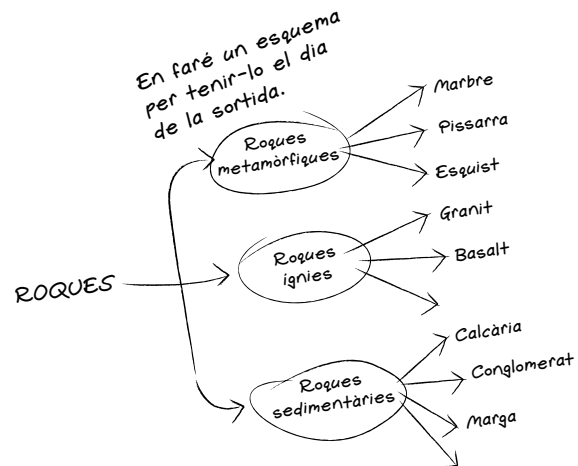 En faré un esquema
per tenir-lo el dia
de la sortida.
ROQUES
Roques
metamòrfiques
Marbre
Pissarra
Esquist
Roques
ígnies
Granit
Basalt
Roques
sedimentàries
Calcària
Conglomerat
Marga